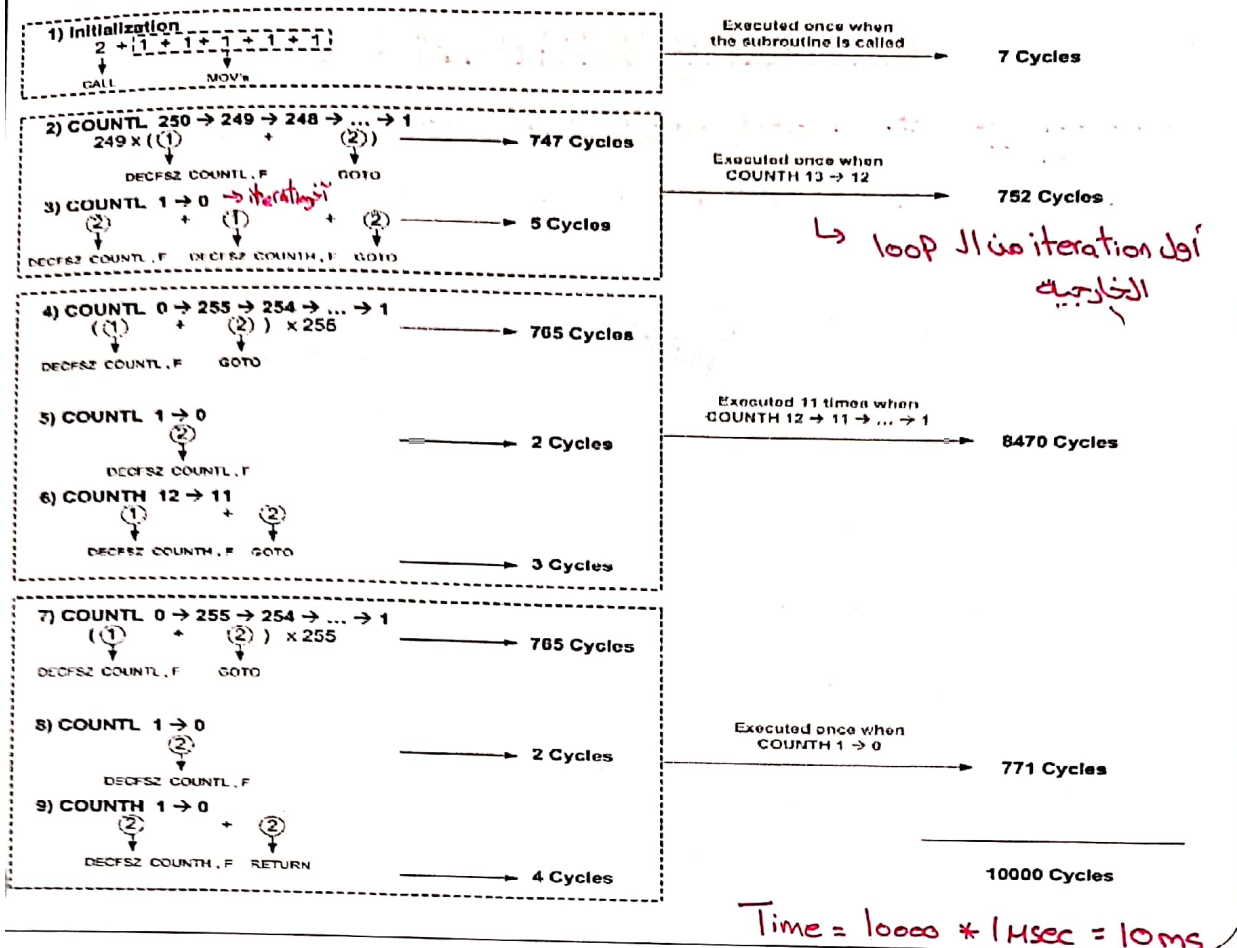 1) Initialization
2 + 1 + 1 + 1 + 1 + 1
CALL MOV's
Executed once when
the subroutine is called
7 Cycles
2) COUNTL 250 → 249 → 248 → ... → 1
249 x ((1) + (2))
747 Cycles
DECFSZ COUNTL, F GOTO
3) COUNTL 1 → 0 → iteration آخر
(2) + (1) + (2)
5 Cycles
DECFSZ COUNTL, F DECFSZ COUNTH, F GOTO
Executed once when
COUNTH 13 → 12
752 Cycles
↳ أول iteration من الـ loop
الخارجية
4) COUNTL 0 → 255 → 254 → ... → 1
((1) + (2)) x 255
765 Cycles
DECFSZ COUNTL, F GOTO
5) COUNTL 1 → 0
(2)
2 Cycles
DECFSZ COUNTL, F
6) COUNTH 12 → 11
(1) + (2)
DECFSZ COUNTH, F GOTO
3 Cycles
Executed 11 times when
COUNTH 12 → 11 → ... → 1
8470 Cycles
7) COUNTL 0 → 255 → 254 → ... → 1
((1) + (2)) x 255
765 Cycles
DECFSZ COUNTL, F GOTO
8) COUNTL 1 → 0
(2)
2 Cycles
DECFSZ COUNTL, F
9) COUNTH 1 → 0
(2) + (2)
DECFSZ COUNTH, F RETURN
4 Cycles
Executed once when
COUNTH 1 → 0
771 Cycles
10000 Cycles
Time = 10000 * 1 Msec = 10ms